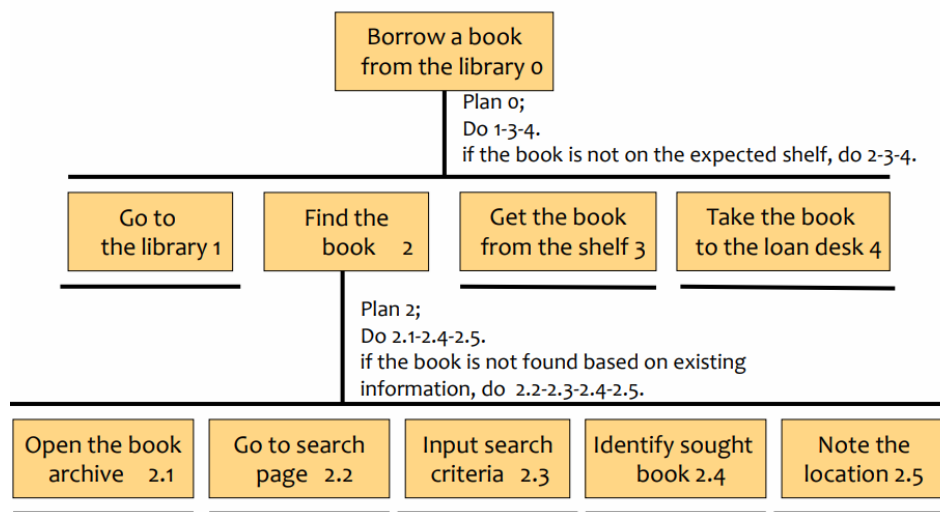 Borrow a book
from the library 0
Plan 0;
Do 1-3-4.
if the book is not on the expected shelf, do 2-3-4.
Go to
the library 1
Find the
book 2
Get the book
from the shelf 3
Take the book
to the loan desk 4
Plan 2;
Do 2.1-2.4-2.5.
if the book is not found based on existing
information, do 2.2-2.3-2.4-2.5.
Open the book
archive 2.1
Go to search
page 2.2
Input search
criteria 2.3
Identify sought
book 2.4
Note the
location 2.5